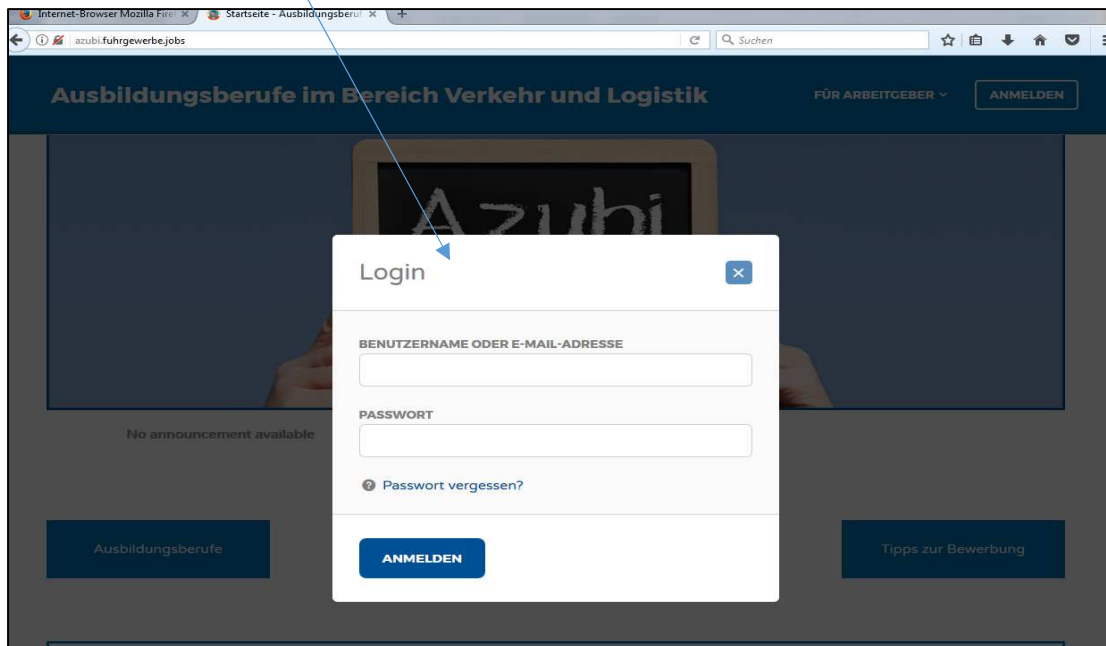 Internet-Browser Mozilla Fire
Startseite - Ausbildungsberuf
azubi.fuhrgewerbe.jobs
Suchen
Ausbildungsberufe im Bereich Verkehr und Logistik
FÜR ARBEITGEBER
ANMELDEN
Azubi
Login
BENUTZERNAME ODER E-MAIL-ADRESSE
PASSWORT
No announcement available
Passwort vergessen?
Ausbildungsberufe
Tipps zur Bewerbung
ANMELDEN